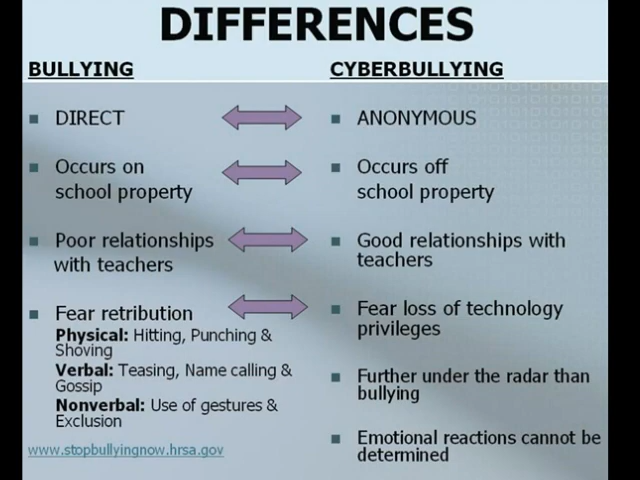 DIFFERENCES
BULLYING
DIRECT
Occurs on
school property
Poor relationships
with teachers
Fear retribution
Physical: Hitting, Punching &
Shoving
Verbal: Teasing, Name calling &
Gossip
Nonverbal: Use of gestures &
Exclusion
www.stopbullyingnow.hrsa.gov
CYBERBULLYING
ANONYMOUS
Occurs off
school property
Good relationships with
teachers
Fear loss of technology
privileges
Further under the radar than
bullying
Emotional reactions cannot be
determined